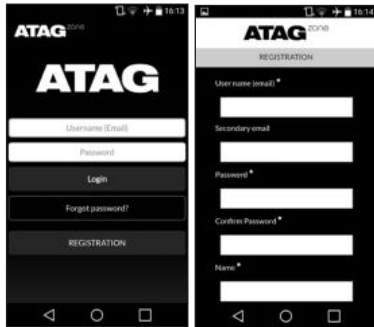 16:13
ATAG zone
ATAG
Username (Email)
Password
Login
Forgot password?
REGISTRATION
16:14
ATAG zone
REGISTRATION
User name (email) *
Secondary email
Password *
Confirm Password *
Name *